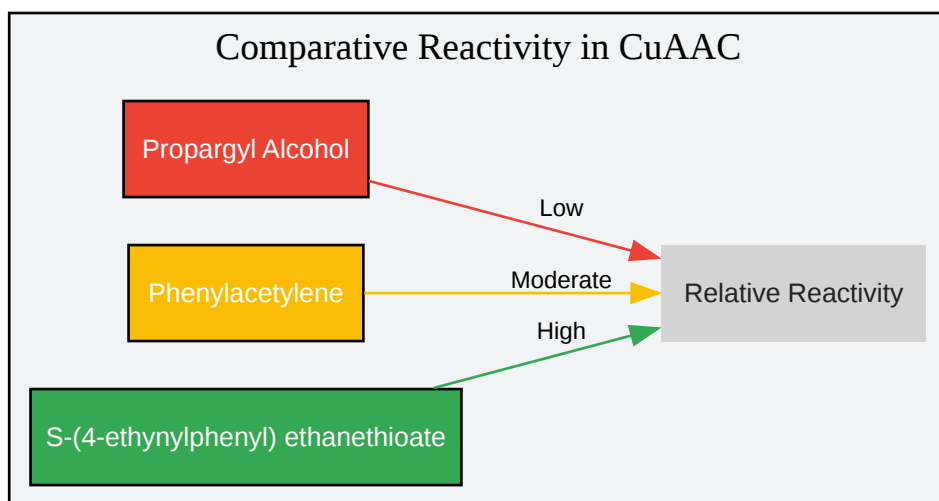 Comparative Reactivity in CuAAC
Propargyl Alcohol
Low
Phenylacetylene
Moderate
Relative Reactivity
High
S-(4-ethynylphenyl) ethanethioate